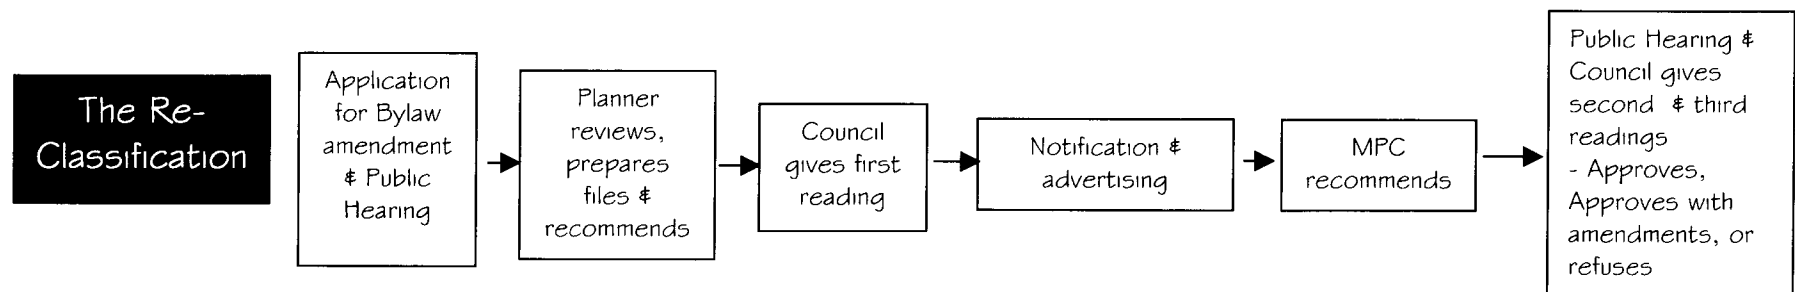 The Re-
Classification
Application
for Bylaw
amendment
& Public
Hearing
Planner
reviews,
prepares
files &
recommends
Council
gives first
reading
Notification &
advertising
MPC
recommends
Public Hearing &
Council gives
second & third
readings
- Approves,
Approves with
amendments, or
refuses